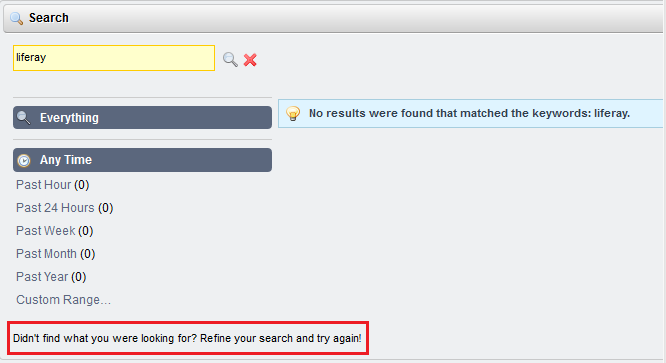 Search
liferay
Everything
No results were found that matched the keywords: liferay.
Any Time
Past Hour (0)
Past 24 Hours (0)
Past Week (0)
Past Month (0)
Past Year (0)
Custom Range...
Didn't find what you were looking for? Refine your search and try again!